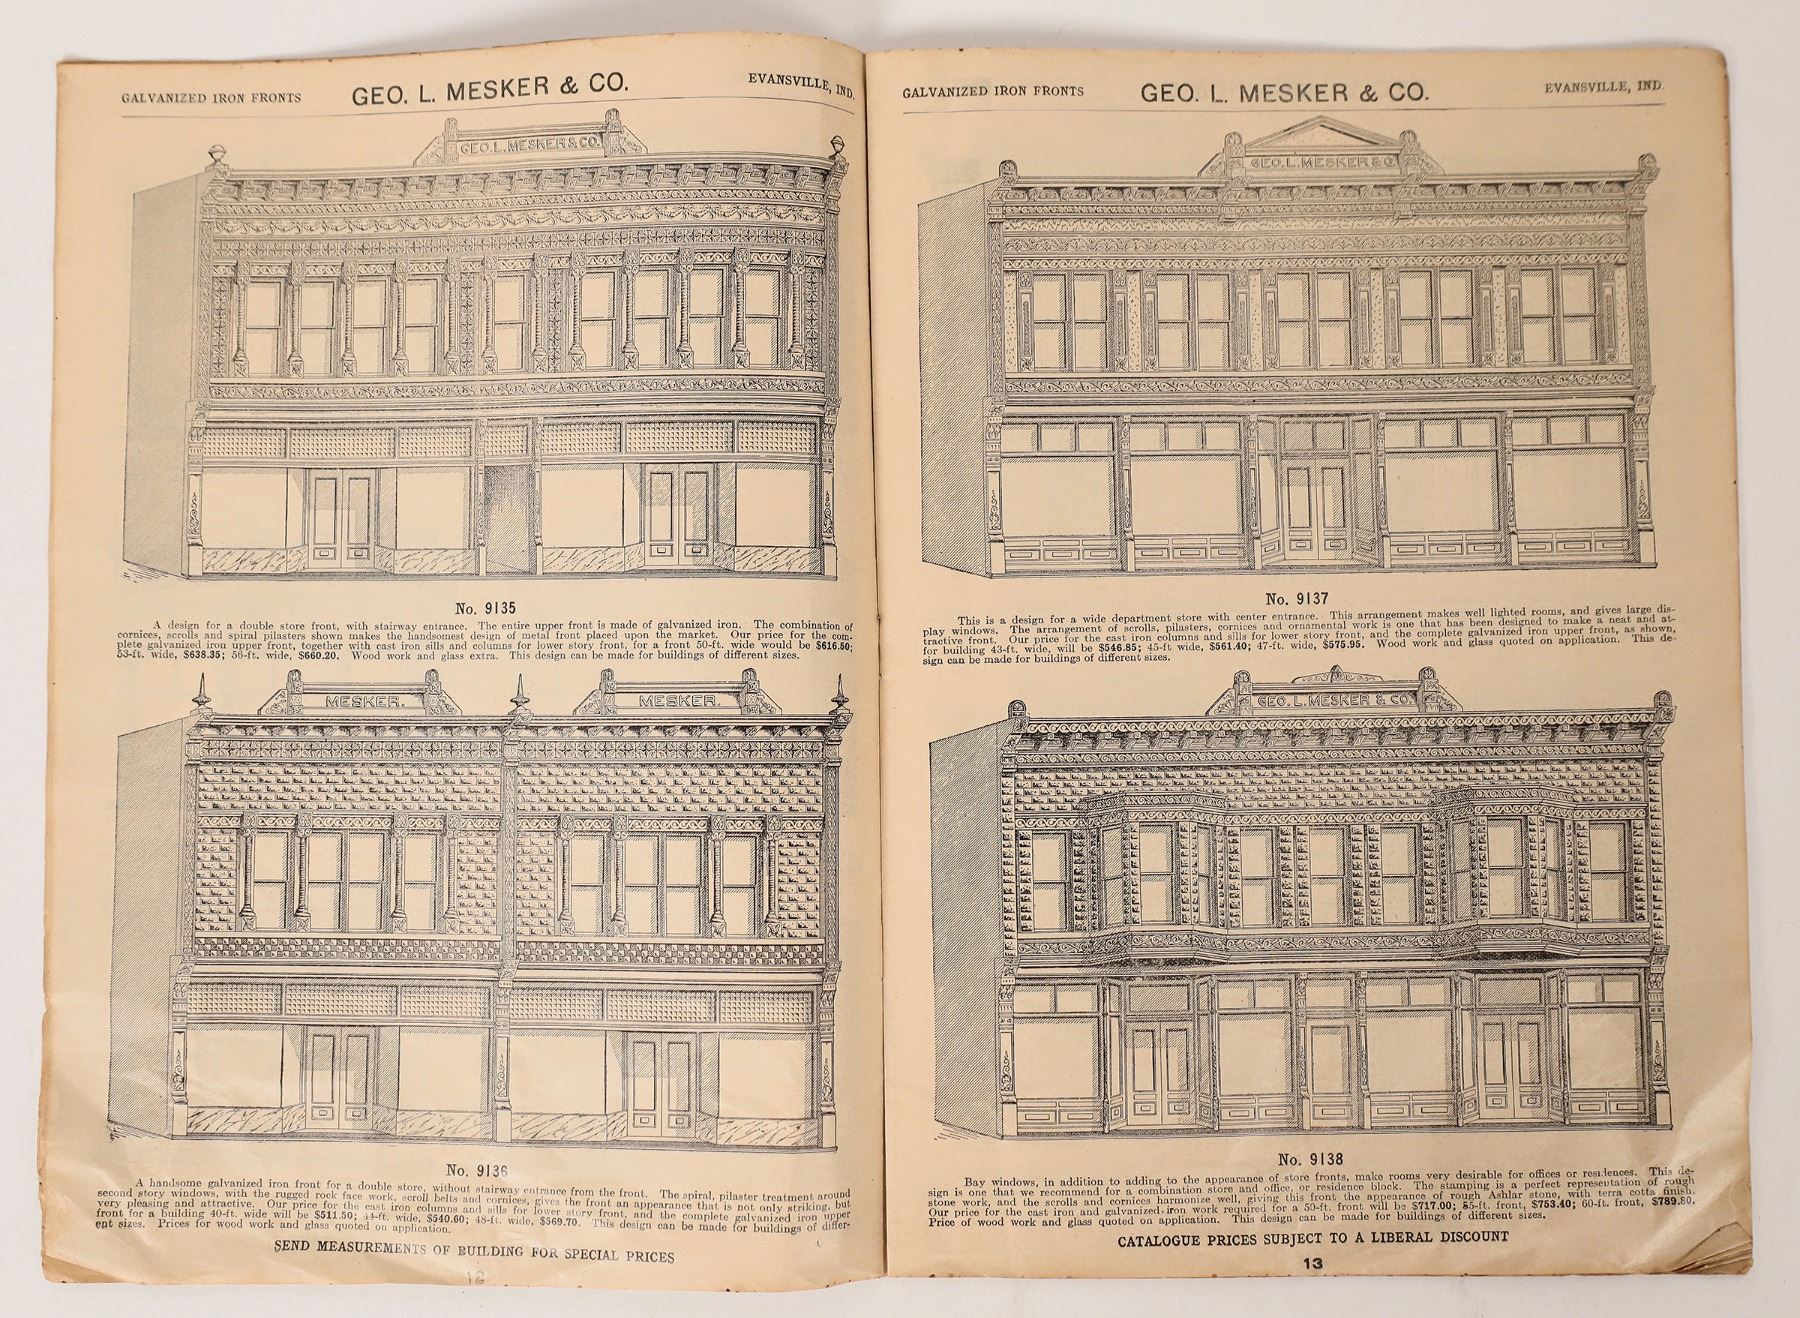 GALVANIZED IRON FRONTS GEO. L. MESKER & CO. EVANSVILLE, IND.
GEO. L. MESKER & CO.
No. 9135
A design for a double store front, with stairway entrance. The entire upper front is made of galvanized iron. The combination of
cornices, scrolls and spiral pilasters shown makes the handsomest design of metal front placed upon the market. Our price for the com-
plete galvanized iron upper front, together with cast iron sills and columns for lower story front, for a front 50-ft. wide would be $616.50;
53-ft. wide, $638.35; 56-ft. wide, $660.20. Wood work and glass extra. This design can be made for buildings of different sizes.
MESKER. MESKER.
No. 9136
A handsome galvanized iron front for a double store, without stairway entrance from the front. The spiral, pilaster treatment around
second story windows, with the rugged rock face work, scroll belts and cornices, gives the front an appearance that is not only striking, but
very pleasing and attractive. Our price for the cast iron columns and sills for lower story front, and the complete galvanized iron upper
front for a building 40-ft. wide will be $511.50; 44-ft. wide, $540.60; 48-ft. wide, $569.70. This design can be made for buildings of differ-
ent sizes. Prices for wood work and glass quoted on application.
SEND MEASUREMENTS OF BUILDING FOR SPECIAL PRICES
12
GALVANIZED IRON FRONTS GEO. L. MESKER & CO. EVANSVILLE, IND.
GEO. L. MESKER & C
No. 9137
This is a design for a wide department store with center entrance. This arrangement makes well lighted rooms, and gives large dis-
play windows. The arrangement of scrolls, pilasters, cornices and ornamental work is one that has been designed to make a neat and at-
tractive front. Our price for the cast iron columns and sills for lower story front, and the complete galvanized iron upper front, as shown,
for building 43-ft. wide, will be $546.85; 45-ft wide, $561.40; 47-ft. wide, $575.95. Wood work and glass quoted on application. This de-
sign can be made for buildings of different sizes.
GEO. L. MESKER & CO.
No. 9138
Bay windows, in addition to adding to the appearance of store fronts, make rooms very desirable for offices or residences. This de-
sign is one that we recommend for a combination store and office, or residence block. The stamping is a perfect representation of rough
stone work, and the scrolls and cornices harmonize well, giving this front the appearance of rough Ashlar stone, with terra cotta finish.
Our price for the cast iron and galvanized iron work required for a 50-ft. front will be $717.00; 55-ft. front, $753.40; 60-ft. front, $789.80.
Price of wood work and glass quoted on application. This design can be made for buildings of different sizes.
CATALOGUE PRICES SUBJECT TO A LIBERAL DISCOUNT
13